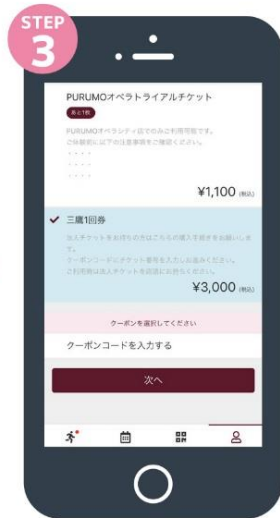 STEP
3
PURUMOオペラトライアルチケット
あと1枚
PURUMOオペラシティ店でのみご利用可能です。
ご体験前に以下の注意事項をご確認ください。
・・・・
・・・・
・・・・
¥1,100 (税込)
三鷹1回券
法人チケットをお持ちの方はこちらの購入手続きをお願いしま
す。
クーポンコードにチケット番号を入力しお進みください。
ご利用時は法人チケットを店頭にお持ちください。
¥3,000 (税込)
クーポンを選択してください
クーポンコードを入力する
次へ